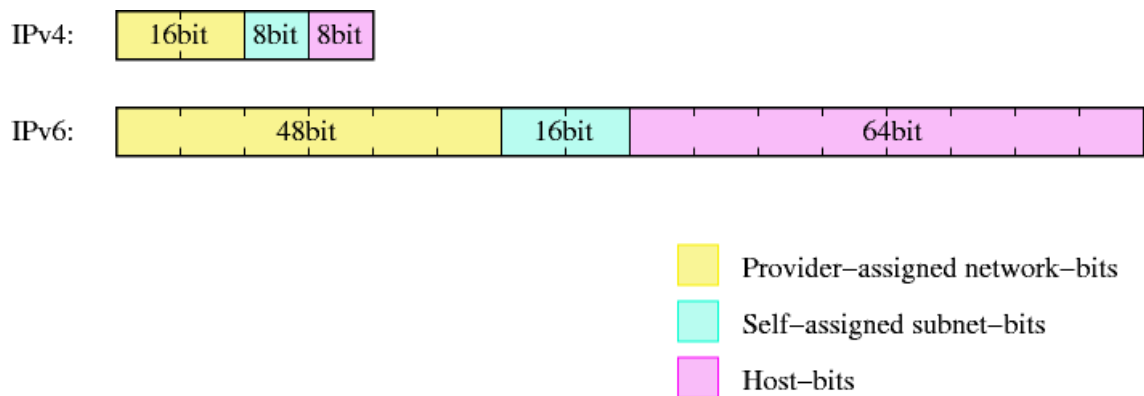 IPv4: 16bit 8bit 8bit
IPv6: 48bit 16bit 64bit
Provider−assigned network−bits
Self−assigned subnet−bits
Host−bits